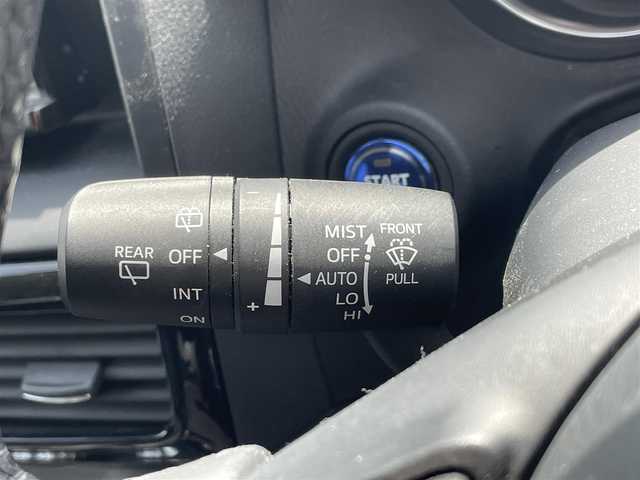 START
MIST
FRONT
REAR
OFF
OFF
AUTO
PULL
INT
LO
ON
HI
- 
+